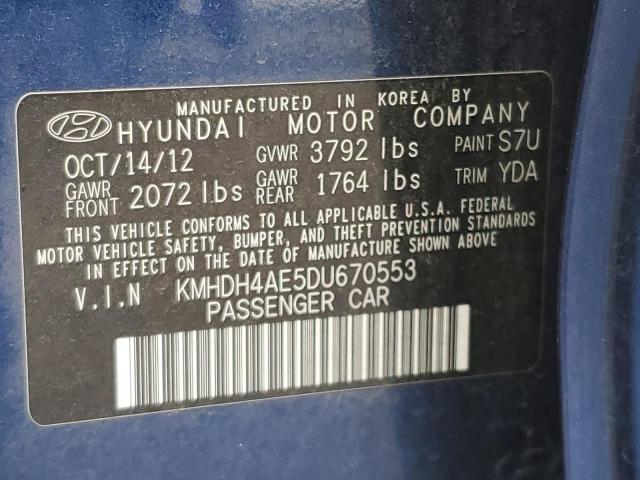 MANUFACTURED IN KOREA BY
HYUNDAI MOTOR COMPANY
OCT/14/12 GVWR 3792 lbs PAINT S7U
GAWR FRONT 2072 lbs GAWR REAR 1764 lbs TRIM YDA
THIS VEHICLE CONFORMS TO ALL APPLICABLE U.S.A. FEDERAL
MOTOR VEHICLE SAFETY, BUMPER, AND THEFT PREVENTION STANDARDS
IN EFFECT ON THE DATE OF MANUFACTURE SHOWN ABOVE
V.I.N KMHDH4AE5DU670553
PASSENGER CAR